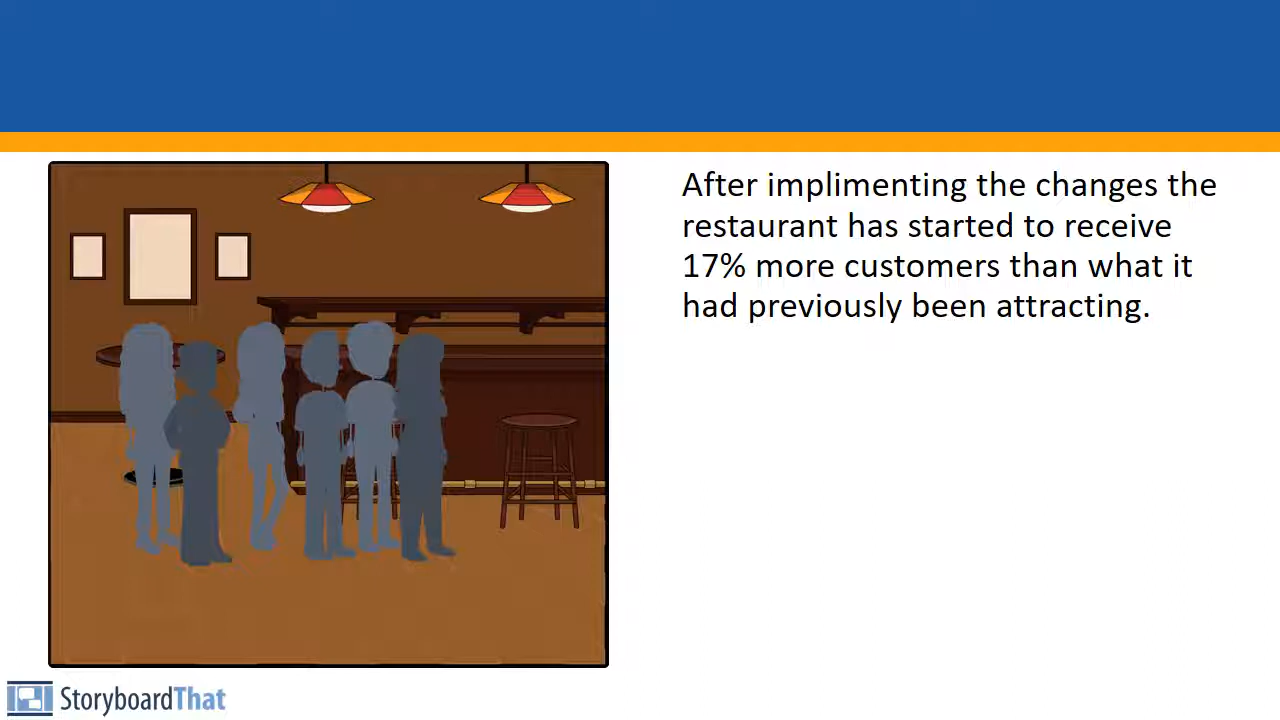 After implimenting the changes the
restaurant has started to receive
17% more customers than what it
had previously been attracting.
StoryboardThat